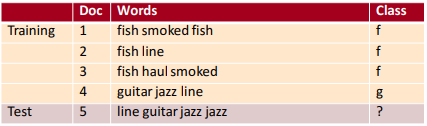 Doc Words Class
Training 1 fish smoked fish f
2 fish line f
3 fish haul smoked f
4 guitar jazz line g
Test 5 line guitar jazz jazz ?